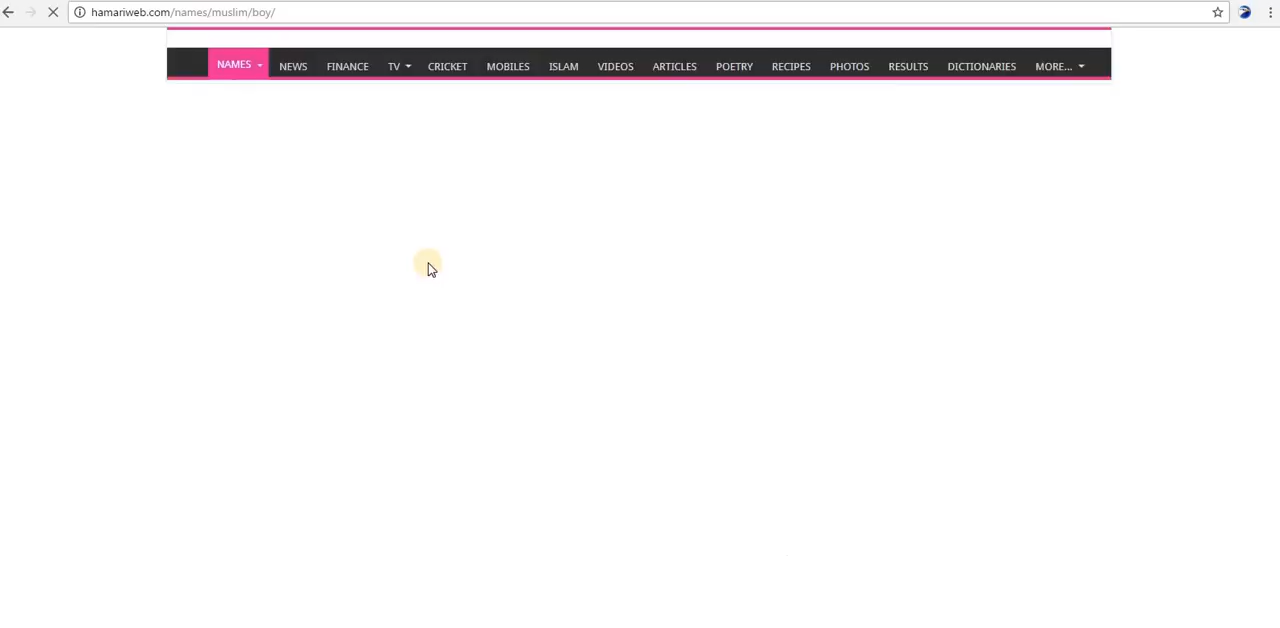 hamariweb.com/names/muslim/boy/
NAMES NEWS FINANCE TV CRICKET MOBILES ISLAM VIDEOS ARTICLES POETRY RECIPES PHOTOS RESULTS DICTIONARIES MORE...